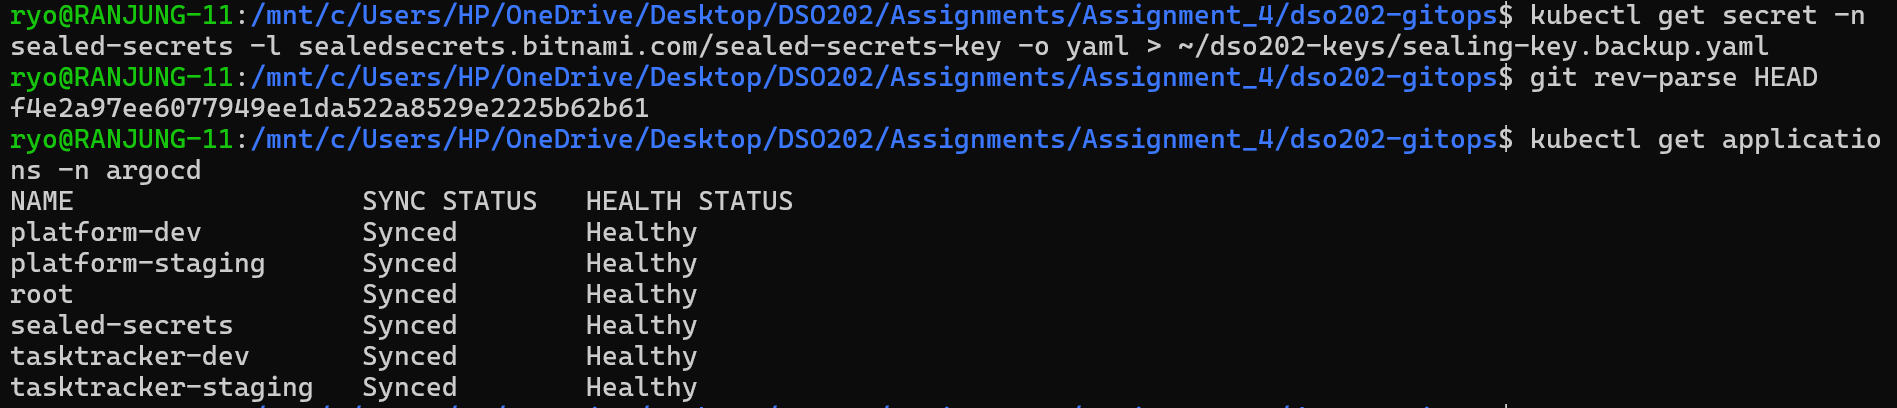 ryo@RANJUNG-11:/mnt/c/Users/HP/OneDrive/Desktop/DSO202/Assignments/Assignment_4/dso202-gitops$ kubectl get secret -n
sealed-secrets -l sealedsecrets.bitnami.com/sealed-secrets-key -o yaml > ~/dso202-keys/sealing-key.backup.yaml
ryo@RANJUNG-11:/mnt/c/Users/HP/OneDrive/Desktop/DSO202/Assignments/Assignment_4/dso202-gitops$ git rev-parse HEAD
f4e2a97ee6077949ee1da522a8529e2225b62b61
ryo@RANJUNG-11:/mnt/c/Users/HP/OneDrive/Desktop/DSO202/Assignments/Assignment_4/dso202-gitops$ kubectl get applicatio
ns -n argocd
NAME                  SYNC STATUS   HEALTH STATUS
platform-dev          Synced        Healthy
platform-staging      Synced        Healthy
root                  Synced        Healthy
sealed-secrets        Synced        Healthy
tasktracker-dev       Synced        Healthy
tasktracker-staging   Synced        Healthy